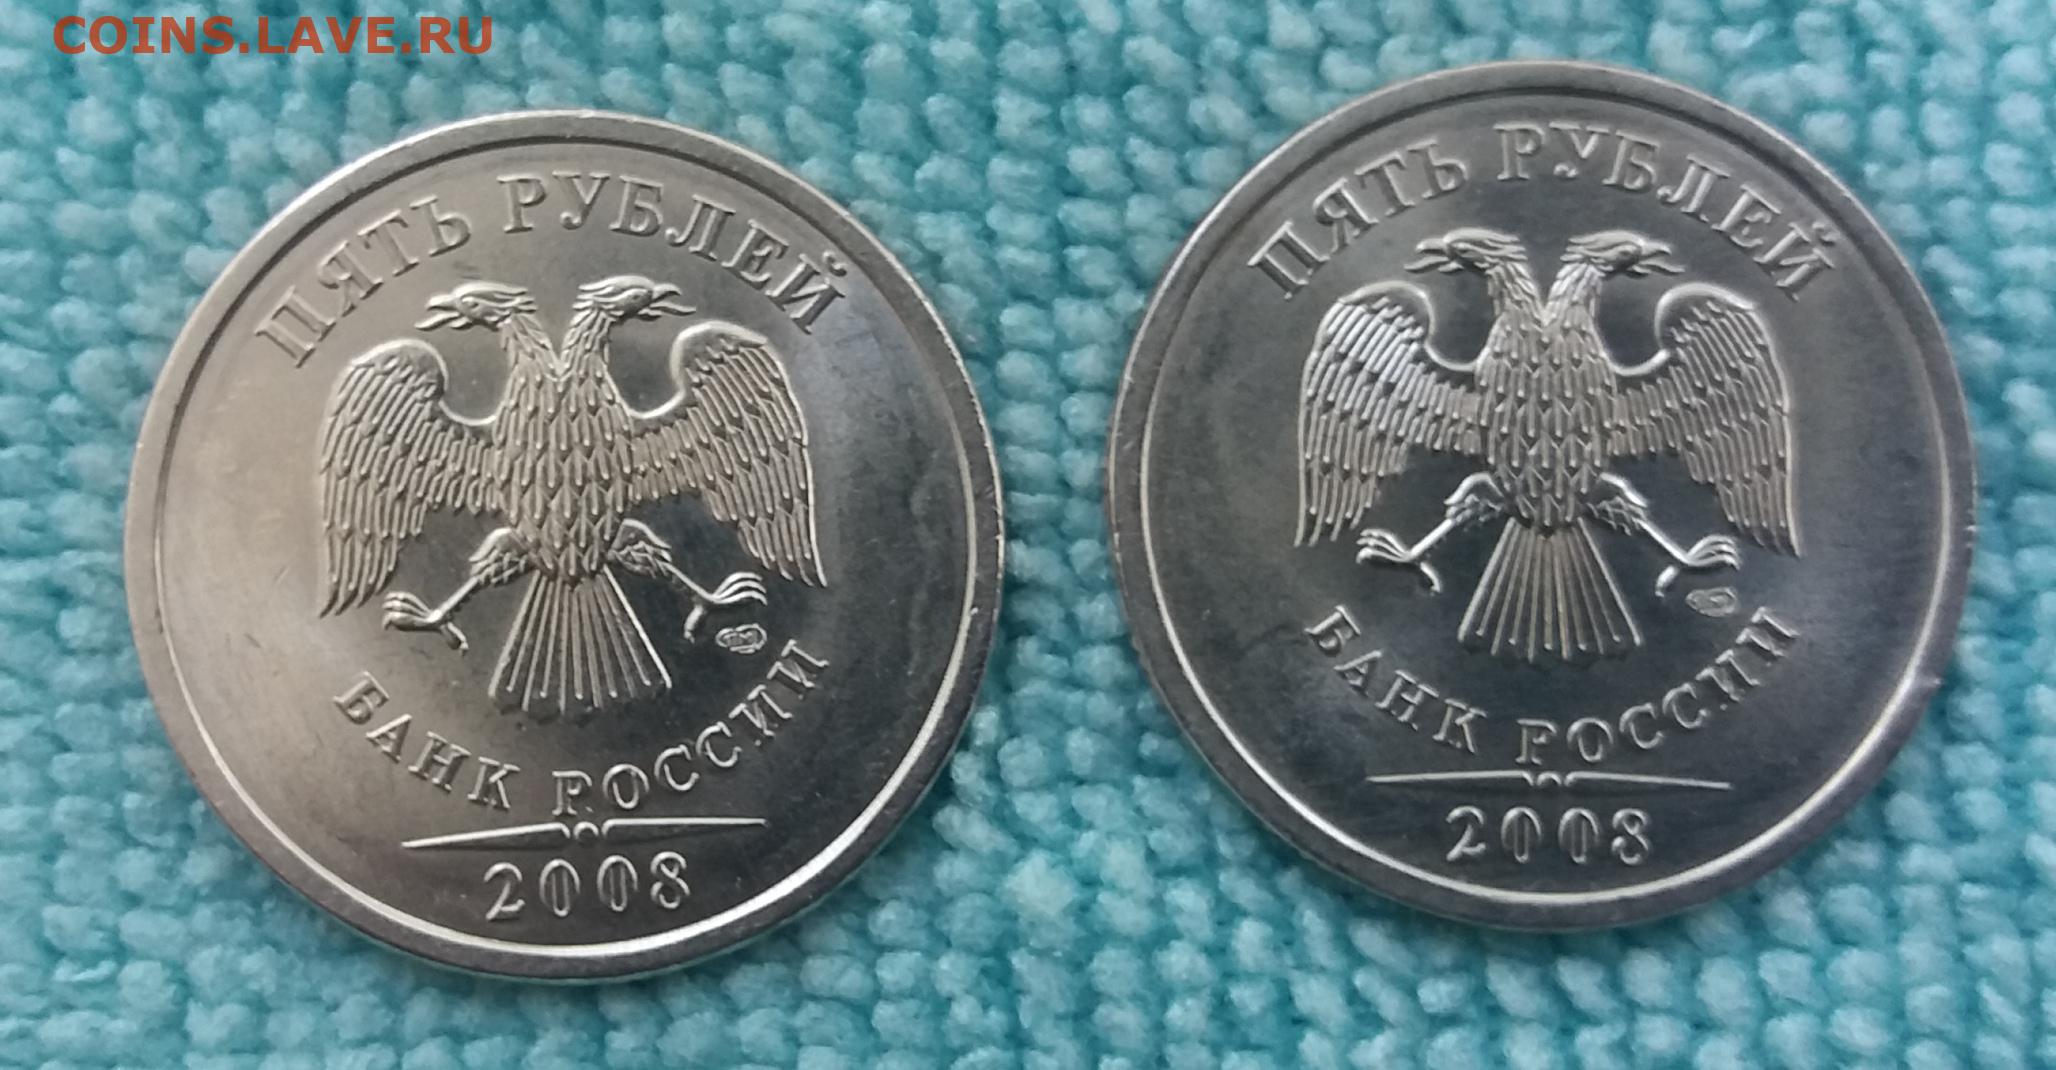 COINS.LAVE.RU
ПЯТЬ РУБЛЕЙ
БАНК РОССИИ
2008
ПЯТЬ РУБЛЕЙ
БАНК РОССИИ
2008